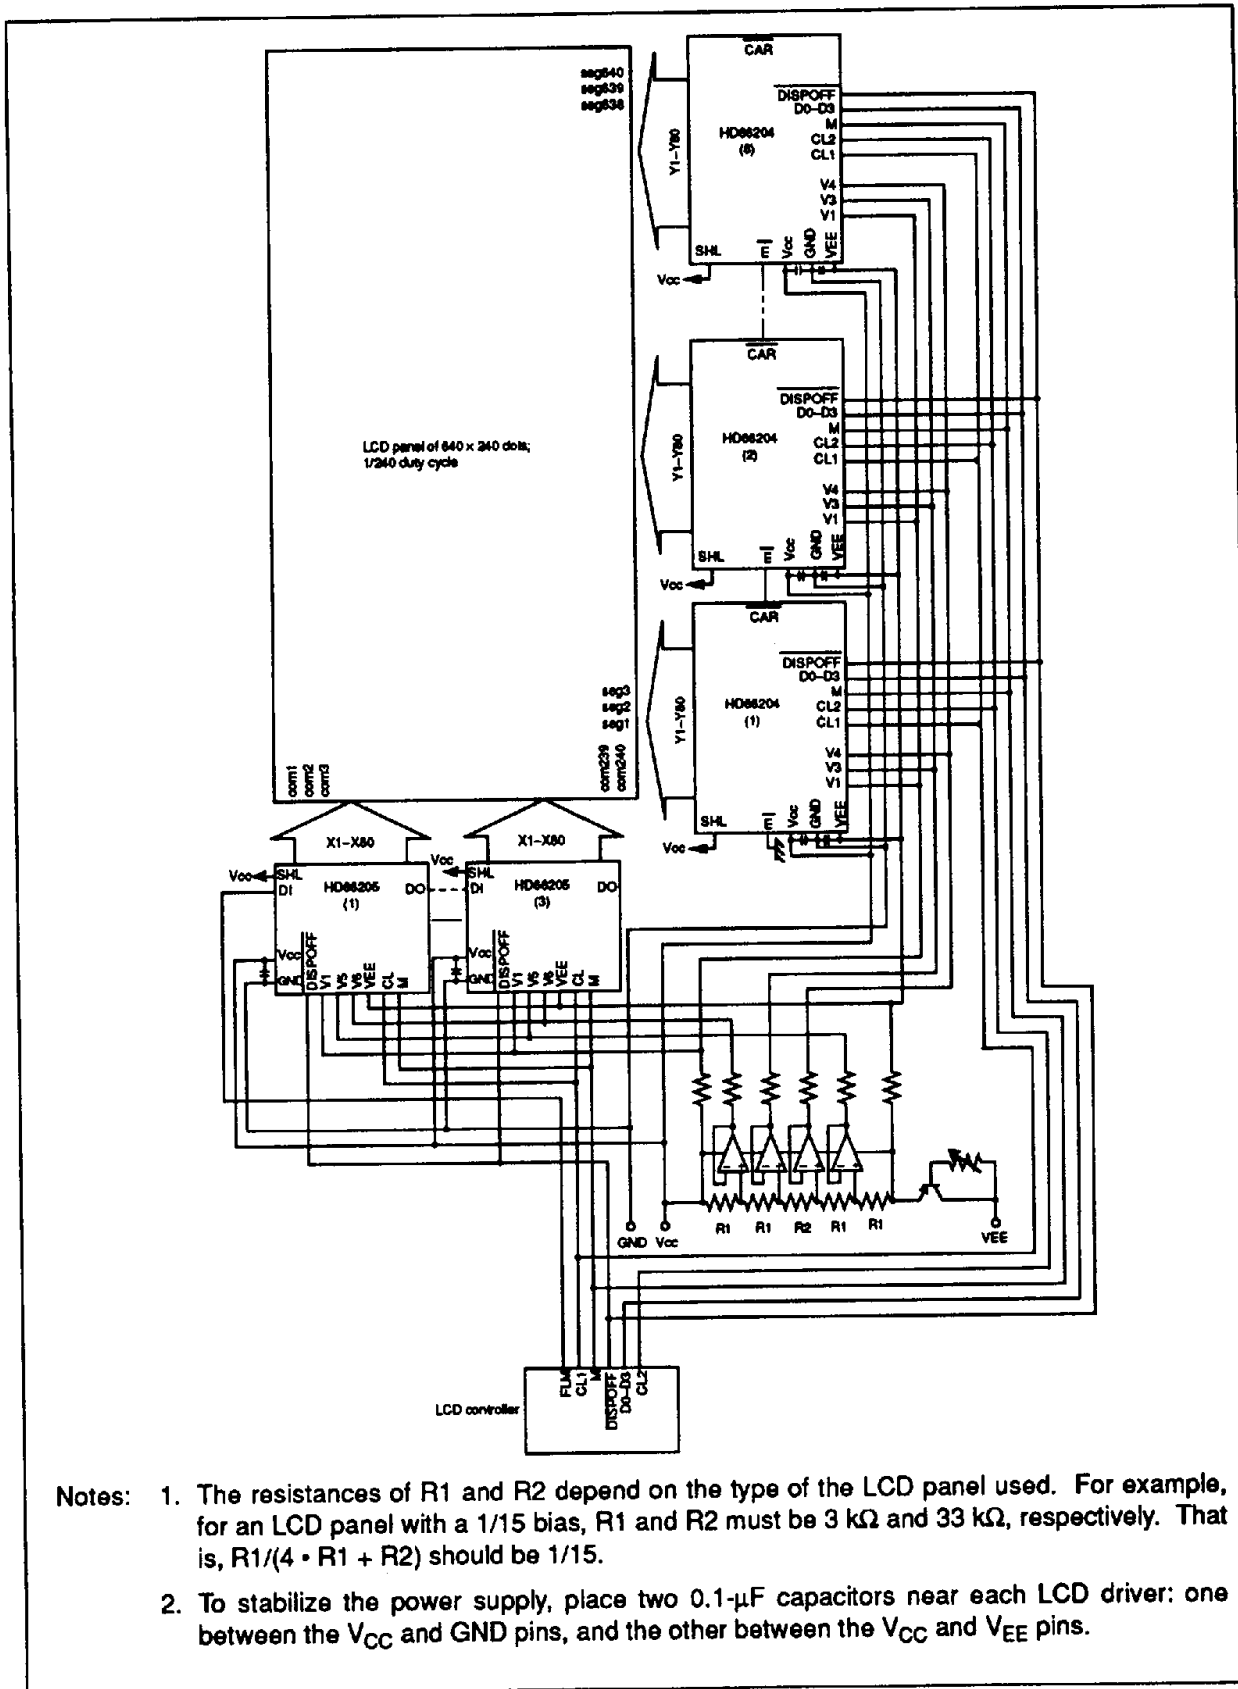 CAR
seg640
seg639
seg638
DISPOFF
D0–D3
M
HD66204
(8)
CL2
CL1
Y1–Y80
V4
V3
V1
SHL
E
Vcc
GND
VEE
Vcc
CAR
DISPOFF
D0–D3
M
HD66204
(2)
CL2
CL1
LCD panel of 640 x 240 dots;
1/240 duty cycle
Y1–Y80
V4
V3
V1
SHL
E
Vcc
GND
VEE
Vcc
CAR
DISPOFF
D0–D3
M
seg3
seg2
seg1
HD66204
(1)
CL2
CL1
Y1–Y80
V4
V3
V1
com1
com2
com3
com239
com240
SHL
E
Vcc
GND
VEE
Vcc
X1–X80
X1–X80
Vcc
SHL
DI
HD66205
(1)
DO
Vcc
SHL
DI
HD66205
(3)
DO
Vcc
GND
DISPOFF
V1
V5
V6
VEE
CL
M
Vcc
GND
DISPOFF
V1
V5
V6
VEE
CL
M
– +
– +
– +
– +
R1
R1
R2
R1
R1
GND
Vcc
VEE
LCD controller
FLM
CL1
M
DISPOFF
D0–D3
CL2
Notes: 1. The resistances of R1 and R2 depend on the type of the LCD panel used. For example,
for an LCD panel with a 1/15 bias, R1 and R2 must be 3 kΩ and 33 kΩ, respectively. That
is, R1/(4 • R1 + R2) should be 1/15.
2. To stabilize the power supply, place two 0.1-μF capacitors near each LCD driver: one
between the VCC and GND pins, and the other between the VCC and VEE pins.